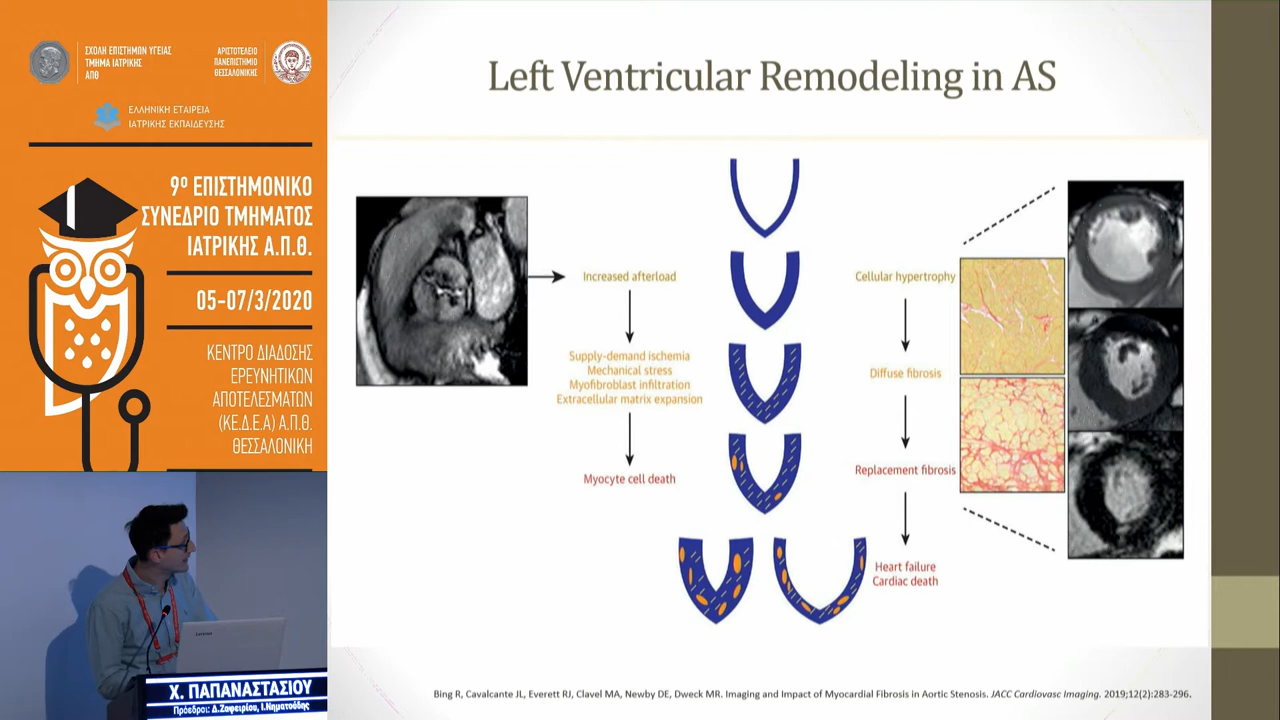 ΣΧΟΛΗ ΕΠΙΣΤΗΜΩΝ ΥΓΕΙΑΣ
ΤΜΗΜΑ ΙΑΤΡΙΚΗΣ
ΑΠΘ
ΑΡΙΣΤΟΤΕΛΕΙΟ
ΠΑΝΕΠΙΣΤΗΜΙΟ
ΘΕΣΣΑΛΟΝΙΚΗΣ
ΕΛΛΗΝΙΚΗ ΕΤΑΙΡΕΙΑ
ΙΑΤΡΙΚΗΣ ΕΚΠΑΙΔΕΥΣΗΣ
9º ΕΠΙΣΤΗΜΟΝΙΚΟ
ΣΥΝΕΔΡΙΟ ΤΜΗΜΑΤΟΣ
ΙΑΤΡΙΚΗΣ Α.Π.Θ.
05-07/3/2020
ΚΕΝΤΡΟ ΔΙΑΔΟΣΗΣ
ΕΡΕΥΝΗΤΙΚΩΝ
ΑΠΟΤΕΛΕΣΜΑΤΩΝ
(ΚΕ.Δ.Ε.Α) Α.Π.Θ.
ΘΕΣΣΑΛΟΝΙΚΗ
Lenovo
Χ. ΠΑΠΑΝΑΣΤΑΣΙΟΥ
Πρόεδροι: Δ.Ζαφειρίου, Ι.Νηματούδης
Left Ventricular Remodeling in AS
Increased afterload
Supply-demand ischemia
Mechanical stress
Myofibroblast infiltration
Extracellular matrix expansion
Myocyte cell death
Cellular hypertrophy
Diffuse fibrosis
Replacement fibrosis
Heart failure
Cardiac death
Bing R, Cavalcante JL, Everett RJ, Clavel MA, Newby DE, Dweck MR. Imaging and Impact of Myocardial Fibrosis in Aortic Stenosis. JACC Cardiovasc Imaging. 2019;12(2):283-296.